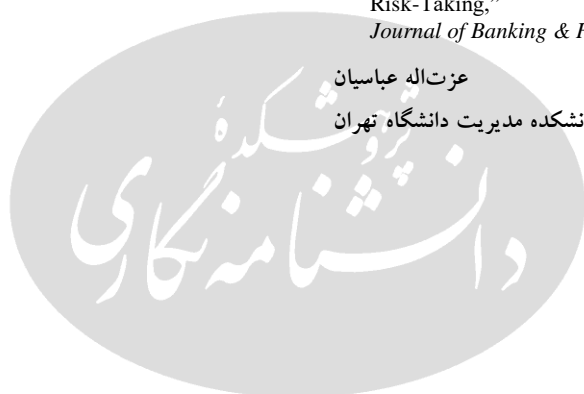 Risk-Taking,”
Journal of Banking &
عزت‌اله عباسیان
نشکده مدیریت دانشگاه تهران
پژوهشکدهٔ
دانشنامه نگاری